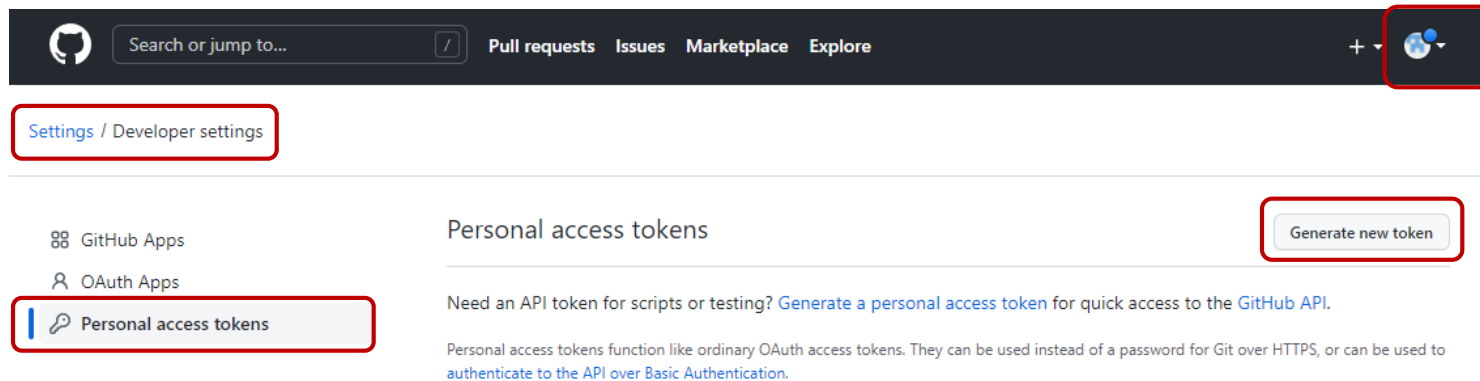 Search or jump to... /
Pull requests Issues Marketplace Explore
Settings / Developer settings
GitHub Apps
OAuth Apps
Personal access tokens
Personal access tokens
Generate new token
Need an API token for scripts or testing? Generate a personal access token for quick access to the GitHub API.
Personal access tokens function like ordinary OAuth access tokens. They can be used instead of a password for Git over HTTPS, or can be used to
authenticate to the API over Basic Authentication.